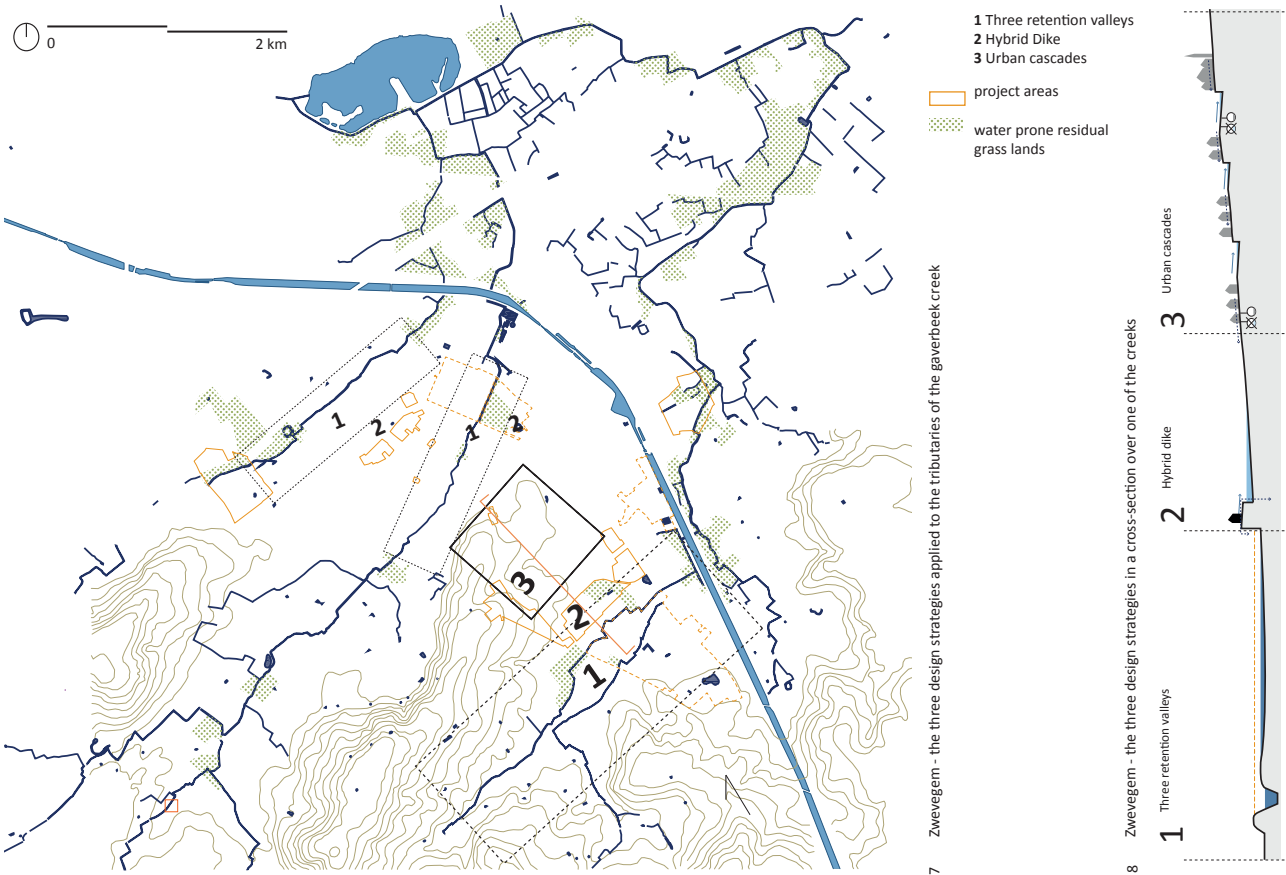 0
2 km
1 Three retention valleys
2 Hybrid Dike
3 Urban cascades
project areas
water prone residual
grass lands
1
2
1
2
3
2
1
7 Zwevegem - the three design strategies applied to the tributaries of the gaverbeek creek
8 Zwevegem - the three design strategies in a cross-section over one of the creeks
1 Three retention valleys
2 Hybrid dike
3 Urban cascades